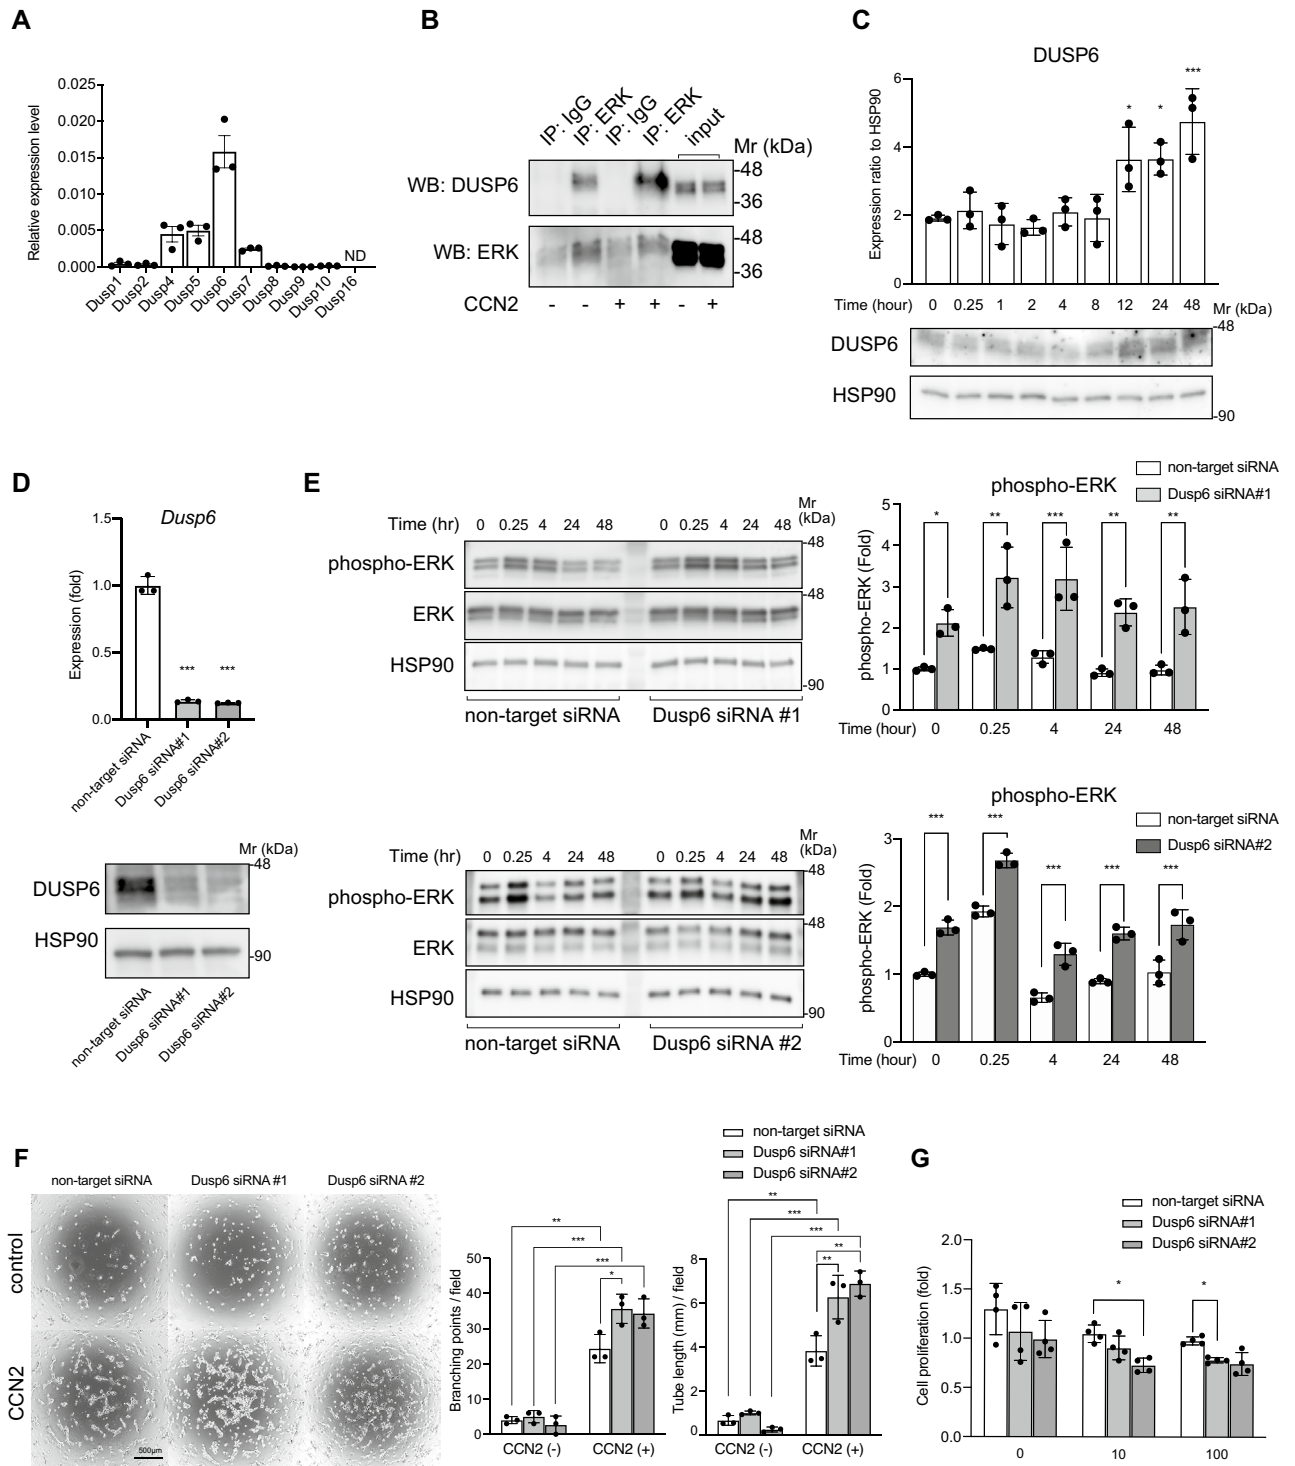 A
Relative expression level
0.025
0.020
0.015
0.010
0.005
0.000
ND
Dusp1
Dusp2
Dusp4
Dusp5
Dusp6
Dusp7
Dusp8
Dusp9
Dusp10
Dusp16
B
IP: IgG
IP: ERK
IP: IgG
IP: ERK
input
Mr (kDa)
WB: DUSP6
-48
-36
WB: ERK
-48
-36
CCN2 - - + + - +
C
DUSP6
Expression ratio to HSP90
6
4
2
0
* * ***
Time (hour) 0 0.25 1 2 4 8 12 24 48 Mr (kDa)
-48
DUSP6
HSP90
-90
D
Dusp6
Expression (fold)
1.5
1.0
0.5
0.0
*** ***
non-target siRNA
Dusp6 siRNA#1
Dusp6 siRNA#2
Mr (kDa)
-48
DUSP6
HSP90
-90
non-target siRNA
Dusp6 siRNA#1
Dusp6 siRNA#2
E
Time (hr) 0 0.25 4 24 48 0 0.25 4 24 48 Mr (kDa)
-48
phospho-ERK
-48
ERK
HSP90
-90
non-target siRNA Dusp6 siRNA #1
phospho-ERK
non-target siRNA
Dusp6 siRNA#1
phospho-ERK (Fold)
5
4
3
2
1
0
* ** *** ** **
Time (hour) 0 0.25 4 24 48
Time (hr) 0 0.25 4 24 48 0 0.25 4 24 48 Mr (kDa)
-48
phospho-ERK
-48
ERK
HSP90
-90
non-target siRNA Dusp6 siRNA #2
phospho-ERK
non-target siRNA
Dusp6 siRNA#2
phospho-ERK (Fold)
3
2
1
0
*** *** *** *** ***
Time (hour) 0 0.25 4 24 48
F
non-target siRNA Dusp6 siRNA #1 Dusp6 siRNA #2
control
CCN2
500μm
non-target siRNA
Dusp6 siRNA#1
Dusp6 siRNA#2
Branching points / field
50
40
30
20
10
0
**
***
***
*
CCN2 (-) CCN2 (+)
Tube length (mm) / field
8
6
4
2
0
**
***
***
**
**
CCN2 (-) CCN2 (+)
G
non-target siRNA
Dusp6 siRNA#1
Dusp6 siRNA#2
Cell proliferation (fold)
2.0
1.5
1.0
0.5
0.0
* *
0 10 100